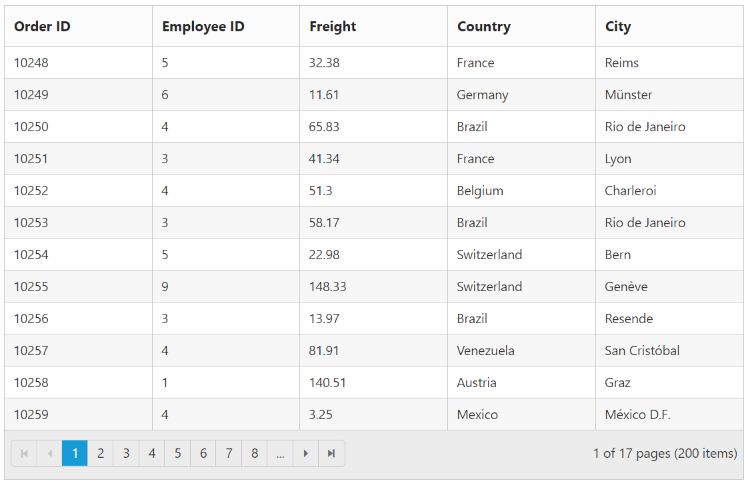 Order ID Employee ID Freight Country City
10248 5 32.38 France Reims
10249 6 11.61 Germany Münster
10250 4 65.83 Brazil Rio de Janeiro
10251 3 41.34 France Lyon
10252 4 51.3 Belgium Charleroi
10253 3 58.17 Brazil Rio de Janeiro
10254 5 22.98 Switzerland Bern
10255 9 148.33 Switzerland Genève
10256 3 13.97 Brazil Resende
10257 4 81.91 Venezuela San Cristóbal
10258 1 140.51 Austria Graz
10259 4 3.25 Mexico México D.F.
1 2 3 4 5 6 7 8 ... 1 of 17 pages (200 items)